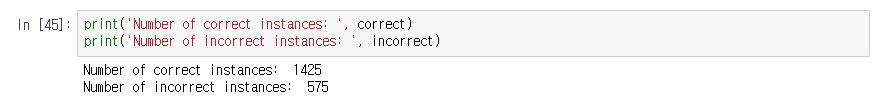 In [45]: print('Number of correct instances: ', correct)
print('Number of incorrect instances: ', incorrect)
Number of correct instances:  1425
Number of incorrect instances:  575